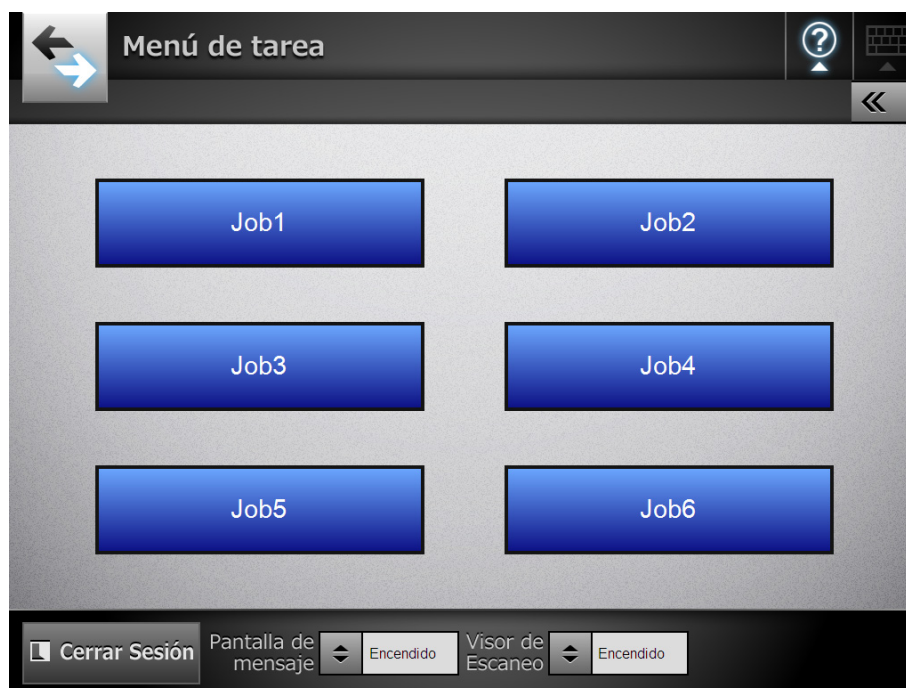 Menú de tarea
Job1
Job2
Job3
Job4
Job5
Job6
Cerrar Sesión
Pantalla de
mensaje
Encendido
Visor de
Escaneo
Encendido